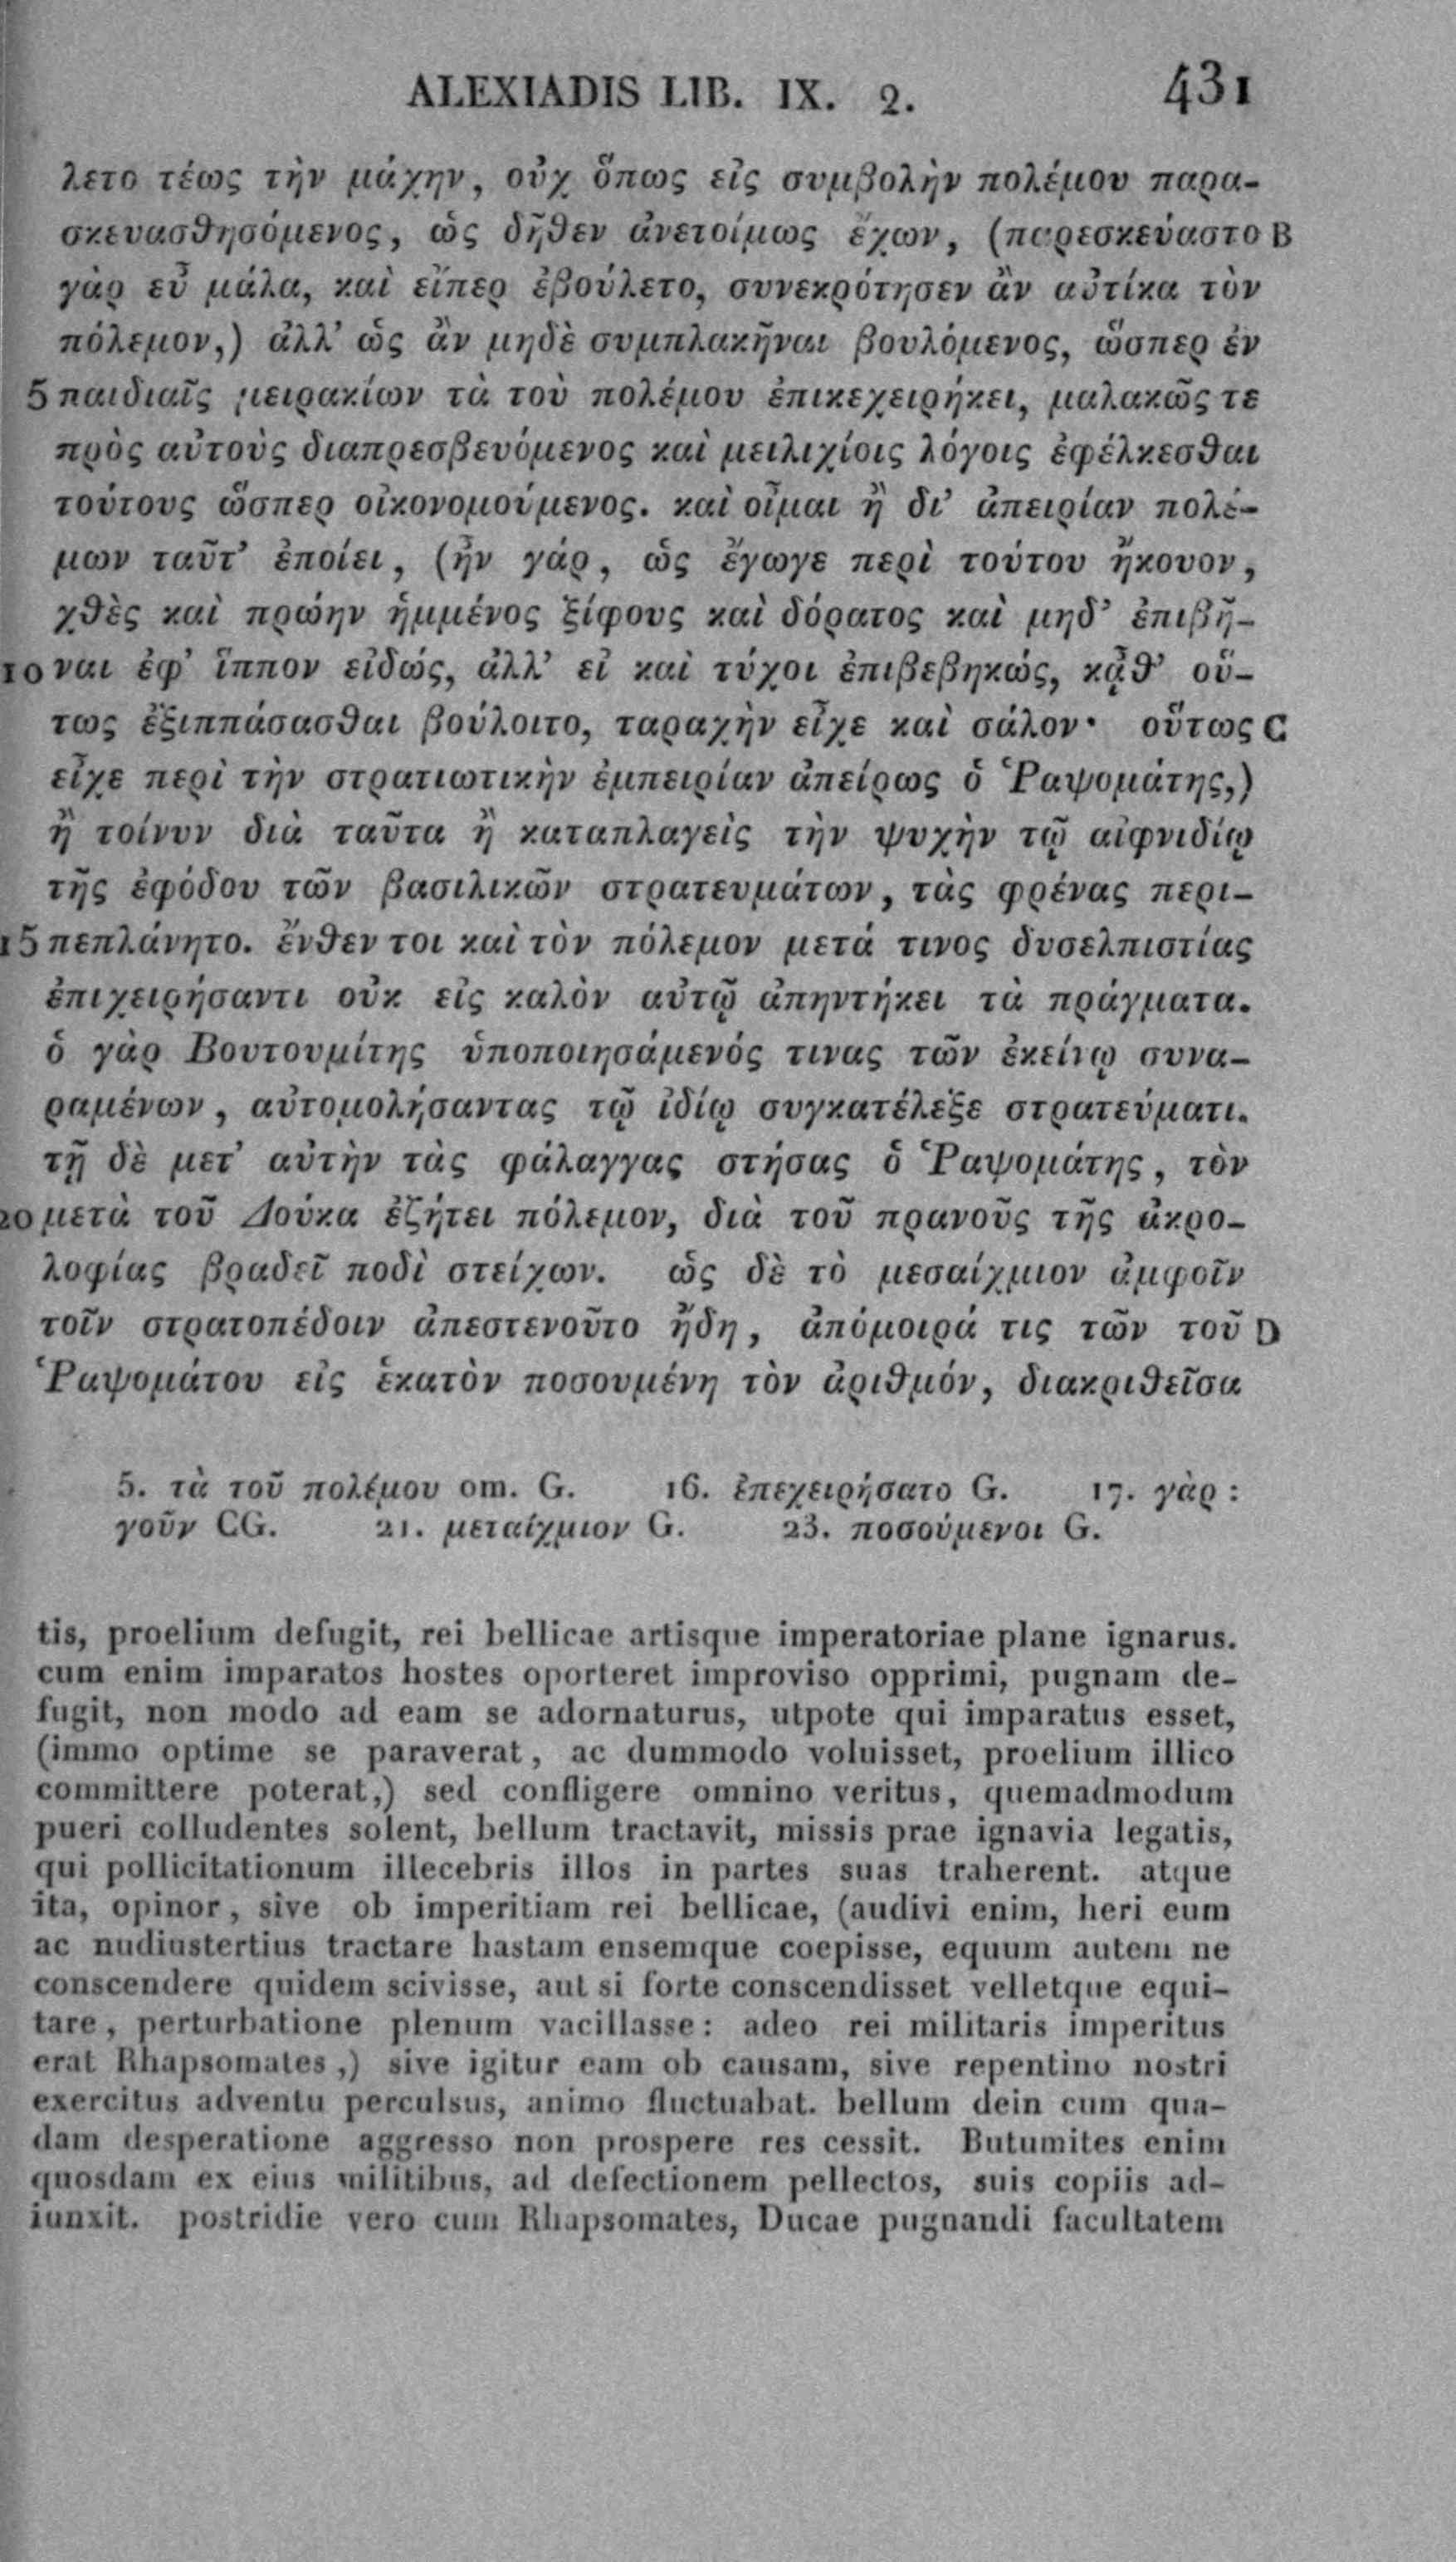 ALEXIADIS LIB. IX. 2. 431
λετο τέως τὴν μάχην, οὐχ ὅπως εἰς συμβολὴν πολέμου παρα-
σκευασθησόμενος, ὡς δῆθεν ἀνετοίμως ἔχων, (παρεσκεύαστο B
γὰρ εὖ μάλα, καὶ εἴπερ ἐβούλετο, συνεκρότησεν ἂν αὐτίκα τὸν
πόλεμον,) ἀλλ’ ὡς ἂν μηδὲ συμπλακῆναι βουλόμενος, ὥσπερ ἐν
5 παιδιαῖς μειρακίων τὰ τοῦ πολέμου ἐπικεχειρήκει, μαλακῶς τε
πρὸς αὐτοὺς διαπρεσβευόμενος καὶ μειλιχίοις λόγοις ἐφέλκεσθαι
τούτους ὥσπερ οἰκονομούμενος. καὶ οἶμαι ἢ δι’ ἀπειρίαν πολέ-
μων ταῦτ’ ἐποίει, (ἦν γάρ, ὡς ἔγωγε περὶ τούτου ἤκουον,
χθὲς καὶ πρώην ἡμμένος ξίφους καὶ δόρατος καὶ μηδ’ ἐπιβῆ-
10 ναι ἐφ’ ἵππον εἰδώς, ἀλλ’ εἰ καὶ τύχοι ἐπιβεβηκώς, κᾆθ’ οὕ-
τως ἐξιππάσασθαι βούλοιτο, ταραχὴν εἶχε καὶ σάλον· οὕτως C
εἶχε περὶ τὴν στρατιωτικὴν ἐμπειρίαν ἀπείρως ὁ Ῥαψομάτης,)
ἢ τοίνυν διὰ ταῦτα ἢ καταπλαγεὶς τὴν ψυχὴν τῷ αἰφνιδίῳ
τῆς ἐφόδου τῶν βασιλικῶν στρατευμάτων, τὰς φρένας περι-
15 πεπλάνητο. ἔνθεν τοι καὶ τὸν πόλεμον μετά τινος δυσελπιστίας
ἐπιχειρήσαντι οὐκ εἰς καλὸν αὐτῷ ἀπηντήκει τὰ πράγματα.
ὁ γὰρ Βουτουμίτης ὑποποιησάμενός τινας τῶν ἐκείνῳ συνα-
ραμένων, αὐτομολήσαντας τῷ ἰδίῳ συγκατέλεξε στρατεύματι.
τῇ δὲ μετ’ αὐτὴν τὰς φάλαγγας στήσας ὁ Ῥαψομάτης, τὸν
20 μετὰ τοῦ Δούκα ἐζήτει πόλεμον, διὰ τοῦ πρανοῦς τῆς ἀκρο-
λοφίας βραδεῖ ποδὶ στείχων. ὡς δὲ τὸ μεσαίχμιον ἀμφοῖν
τοῖν στρατοπέδοιν ἀπεστενοῦτο ἤδη, ἀπόμοιρά τις τῶν τοῦ D
Ῥαψομάτου εἰς ἑκατὸν ποσουμένη τὸν ἀριθμόν, διακριθεῖσα
5. τὰ τοῦ πολέμου om. G. 16. ἐπεχειρήσατο G. 17. γὰρ:
γοῦν CG. 21. μεταίχμιον G. 23. ποσούμενοι G.
tis, proelium defugit, rei bellicae artisque imperatoriae plane ignarus.
cum enim imparatos hostes oporteret improviso opprimi, pugnam de-
fugit, non modo ad eam se adornaturus, utpote qui imparatus esset,
(immo optime se paraverat, ac dummodo voluisset, proelium illico
committere poterat,) sed confligere omnino veritus, quemadmodum
pueri colludentes solent, bellum tractavit, missis prae ignavia legatis,
qui pollicitationum illecebris illos in partes suas traherent. atque
ita, opinor, sive ob imperitiam rei bellicae, (audivi enim, heri eum
ac nudiustertius tractare hastam ensemque coepisse, equum autem ne
conscendere quidem scivisse, aut si forte conscendisset velletque equi-
tare, perturbatione plenum vacillasse: adeo rei militaris imperitus
erat Rhapsomates,) sive igitur eam ob causam, sive repentino nostri
exercitus adventu perculsus, animo fluctuabat. bellum dein cum qua-
dam desperatione aggresso non prospere res cessit. Butumites enim
quosdam ex eius militibus, ad defectionem pellectos, suis copiis ad-
iunxit. postridie vero cum Rhapsomates, Ducae pugnandi facultatem